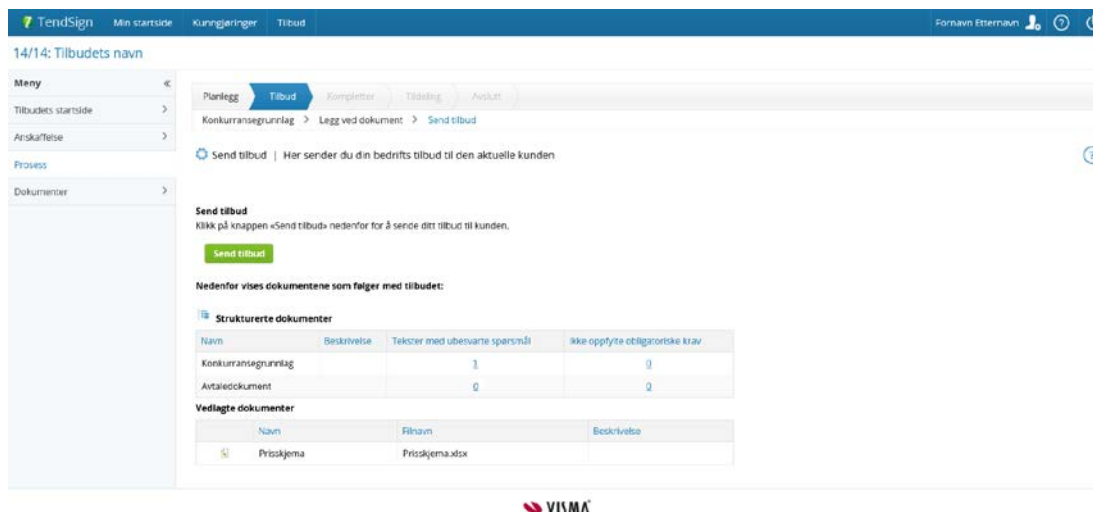 TendSign Min startside Kunngjøringer Tilbud Fornavn Etternavn
14/14: Tilbudets navn
Meny «
Tilbudets startside
Anskaffelse
Prosess
Dokumenter
Planlegg Tilbud Kompletter Tildeling Avslutt
Konkurransegrunnlag > Legg ved dokument > Send tilbud
Send tilbud | Her sender du din bedrifts tilbud til den aktuelle kunden
Send tilbud
Klikk på knappen «Send tilbud» nedenfor for å sende ditt tilbud til kunden.
Send tilbud
Nedenfor vises dokumentene som følger med tilbudet:
Strukturerte dokumenter
Navn Beskrivelse Tekster med ubesvarte spørsmål Ikke oppfylte obligatoriske krav
Konkurransegrunnlag 1 0
Avtaledokument 0 0
Vedlagte dokumenter
Navn Filnavn Beskrivelse
Prisskjema Prisskjema.xlsx
VISMA